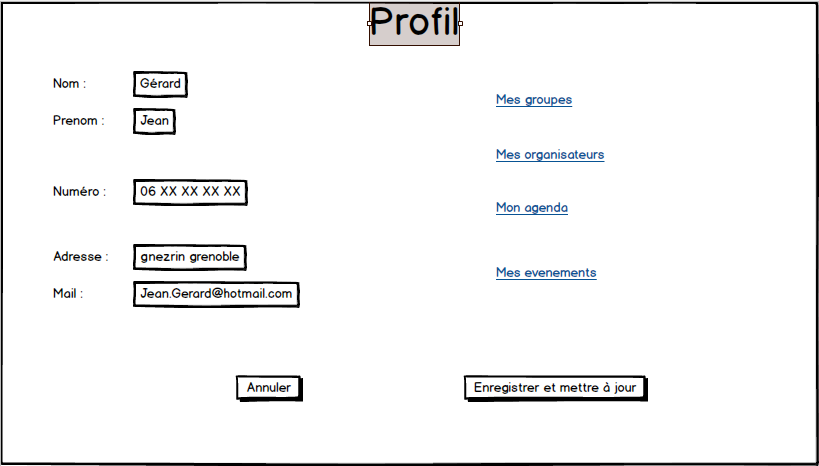 Profil
Nom : Gérard
Prenom : Jean
Numéro : 06 XX XX XX XX
Adresse : gnezrin grenoble
Mail : Jean.Gerard@hotmail.com
Mes groupes
Mes organisateurs
Mon agenda
Mes evenements
Annuler
Enregistrer et mettre à jour